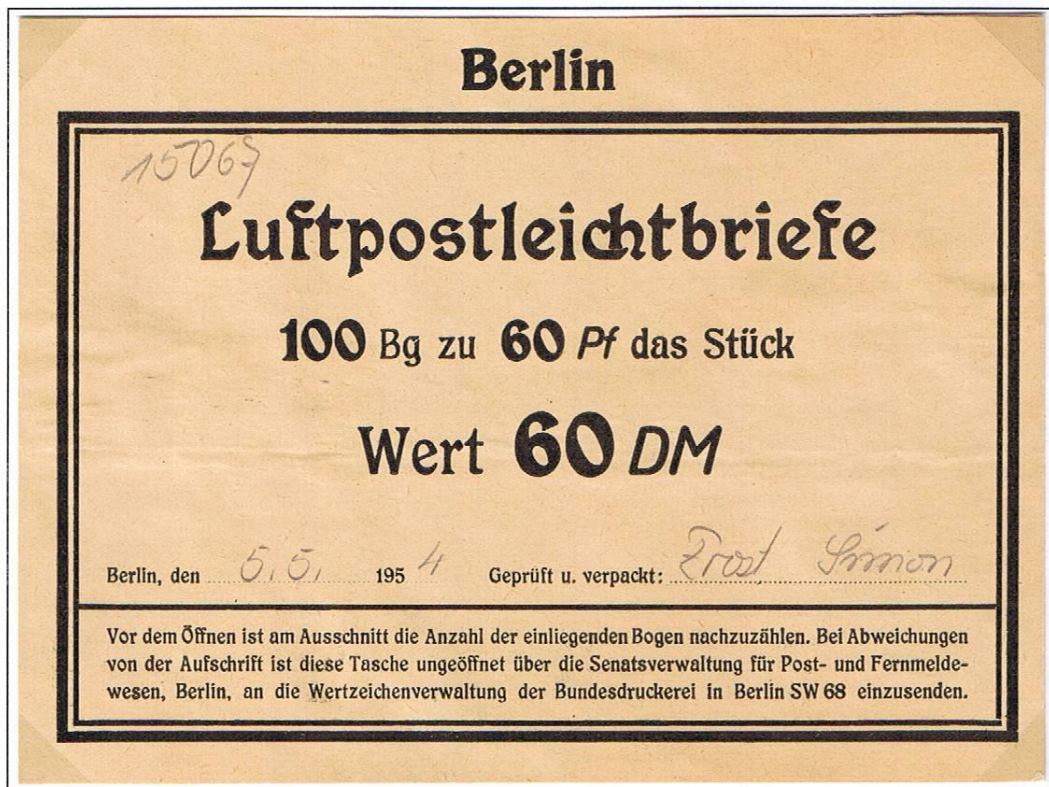 Berlin
15067
Luftpostleichtbriefe
100 Bg zu 60 Pf das Stück
Wert 60 DM
Berlin, den 5.5. 1954 Geprüft u. verpackt: Frost Simon
Vor dem Öffnen ist am Ausschnitt die Anzahl der einliegenden Bogen nachzuzählen. Bei Abweichungen
von der Aufschrift ist diese Tasche ungeöffnet über die Senatsverwaltung für Post- und Fernmelde-
wesen, Berlin, an die Wertzeichenverwaltung der Bundesdruckerei in Berlin SW 68 einzusenden.